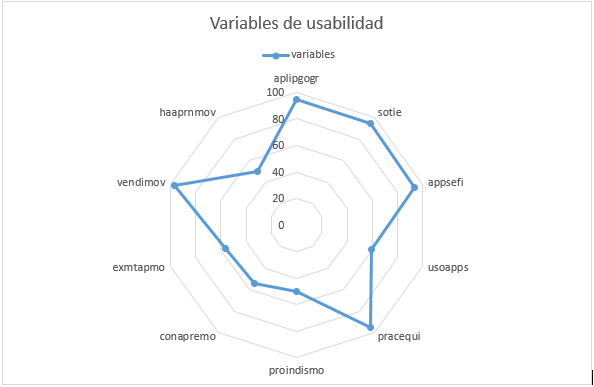 Variables de usabilidad
variables
aplipgogr
sotie
appsefi
usoapps
pracequi
proindismo
conapremo
exmtapmo
vendimov
haaprnmov
100
80
60
40
20
0